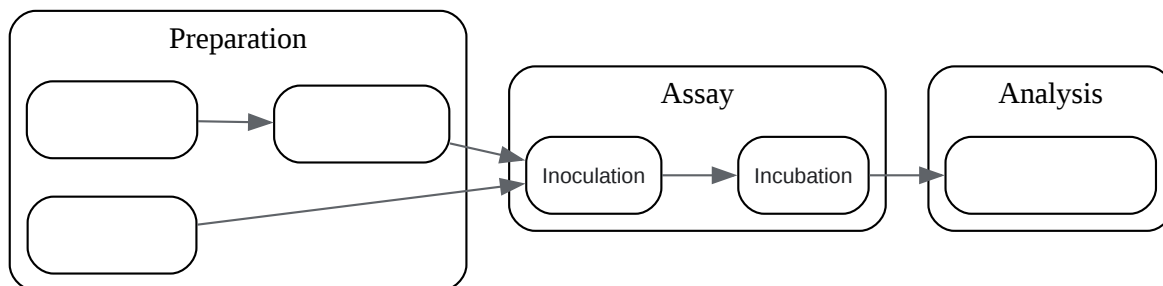 Preparation
Assay
Analysis
Inoculation
Incubation